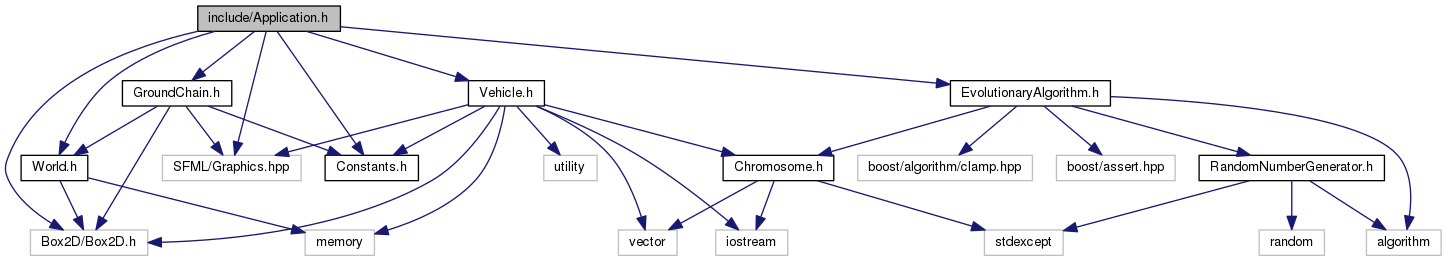 include/Application.h
GroundChain.h
Vehicle.h
EvolutionaryAlgorithm.h
World.h
SFML/Graphics.hpp
Constants.h
utility
Chromosome.h
boost/algorithm/clamp.hpp
boost/assert.hpp
RandomNumberGenerator.h
Box2D/Box2D.h
memory
vector
iostream
stdexcept
random
algorithm